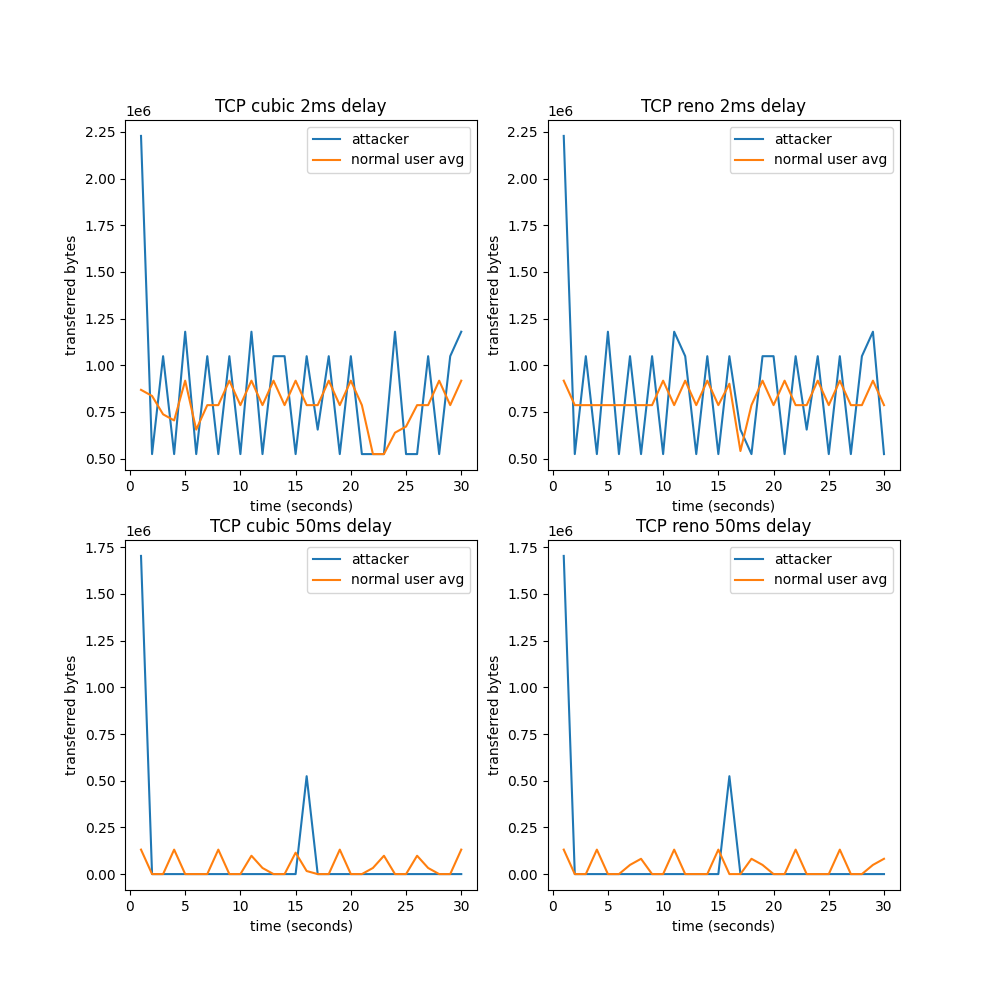 TCP cubic 2ms delay
1e6
2.25
2.00
1.75
1.50
1.25
1.00
0.75
0.50
transferred bytes
attacker
normal user avg
0 5 10 15 20 25 30
time (seconds)
TCP reno 2ms delay
1e6
2.25
2.00
1.75
1.50
1.25
1.00
0.75
0.50
transferred bytes
attacker
normal user avg
0 5 10 15 20 25 30
time (seconds)
TCP cubic 50ms delay
1e6
1.75
1.50
1.25
1.00
0.75
0.50
0.25
0.00
transferred bytes
attacker
normal user avg
0 5 10 15 20 25 30
time (seconds)
TCP reno 50ms delay
1e6
1.75
1.50
1.25
1.00
0.75
0.50
0.25
0.00
transferred bytes
attacker
normal user avg
0 5 10 15 20 25 30
time (seconds)